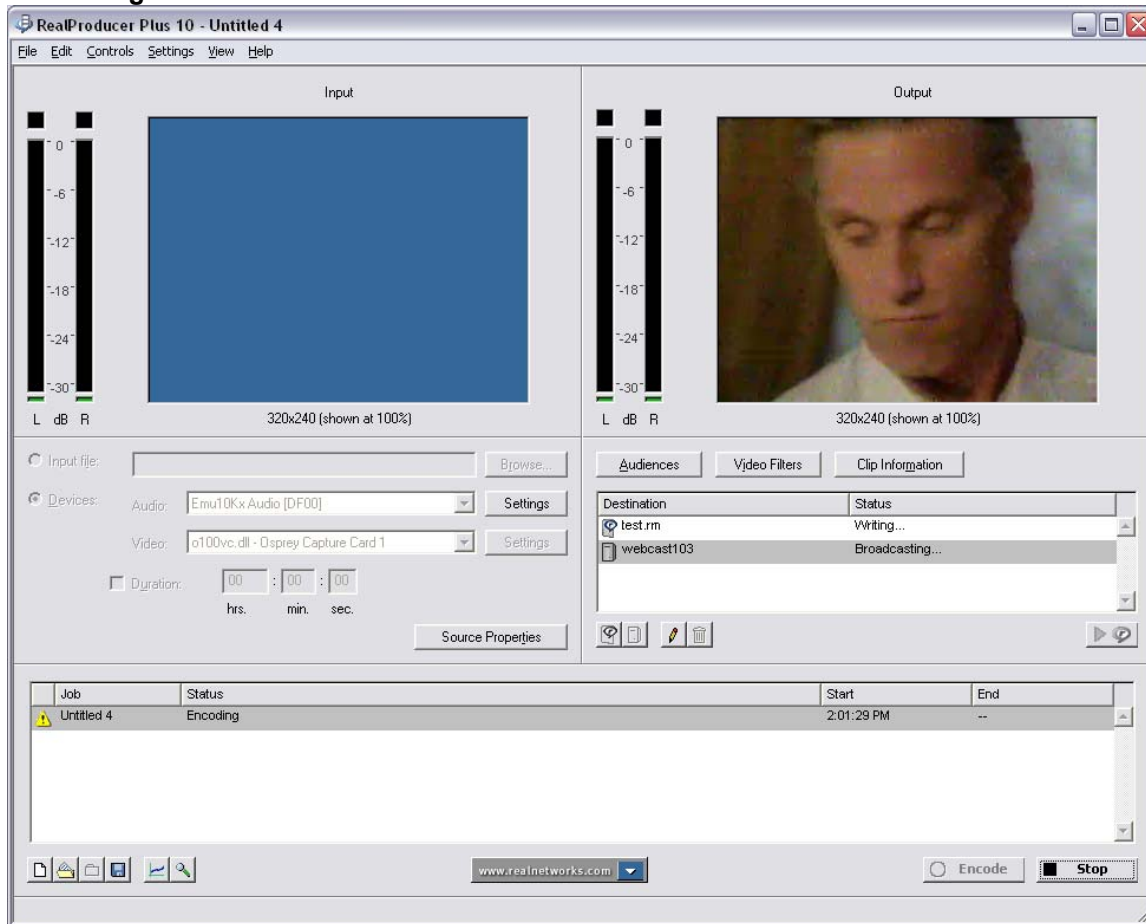 RealProducer Plus 10 - Untitled 4
File Edit Controls Settings View Help
Input
0
-6
-12
-18
-24
-30
L dB R
320x240 (shown at 100%)
Output
0
-6
-12
-18
-24
-30
L dB R
320x240 (shown at 100%)
Input file:
Browse...
Devices:
Audio:
Emu10Kx Audio [DF00]
Settings
Video:
o100vc.dll - Osprey Capture Card 1
Settings
Duration:
00 : 00 : 00
hrs. min. sec.
Source Properties
Audiences Video Filters Clip Information
Destination Status
test.rm Writing...
webcast103 Broadcasting...
Job Status Start End
Untitled 4 Encoding 2:01:29 PM --
www.realnetworks.com
Encode Stop